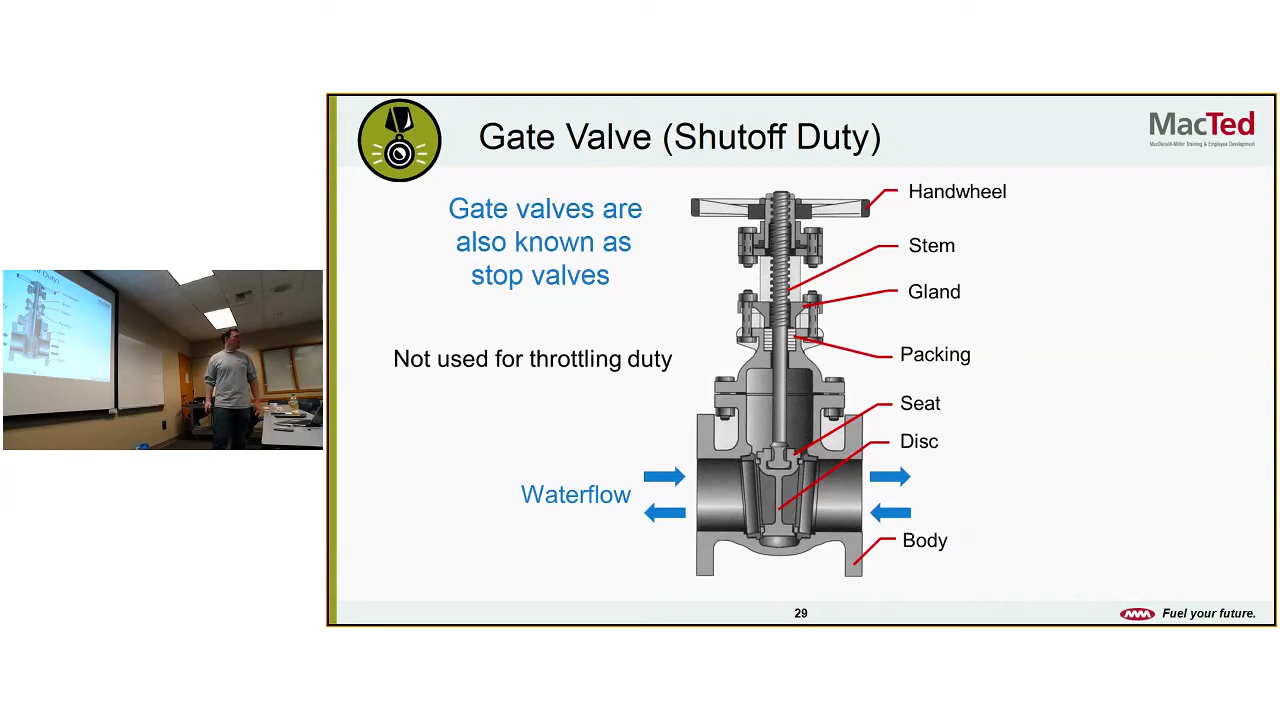 Gate Valve (Shutoff Duty)
MacTed
MacDonald-Miller Training & Employee Development
Gate valves are
also known as
stop valves
Not used for throttling duty
Waterflow
Handwheel
Stem
Gland
Packing
Seat
Disc
Body
29
Fuel your future.